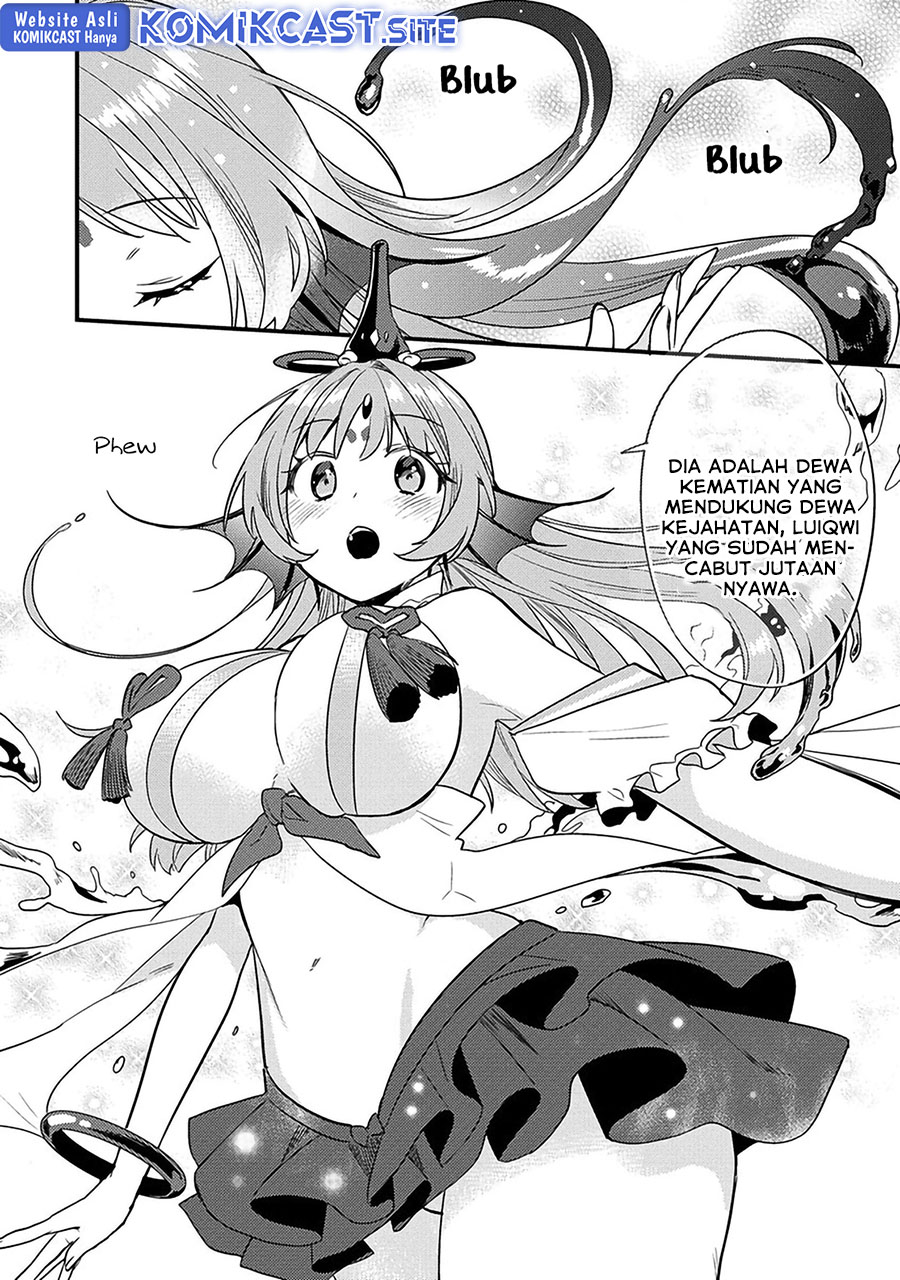 Website Asli
KOMIKCAST Hanya
KOMIKCAST.SITE
Blub
Blub
Phew
DIA ADALAH DEWA
KEMATIAN YANG
MENDUKUNG DEWA
KEJAHATAN, LUIQWI
YANG SUDAH MEN-
CABUT JUTAAN
NYAWA.